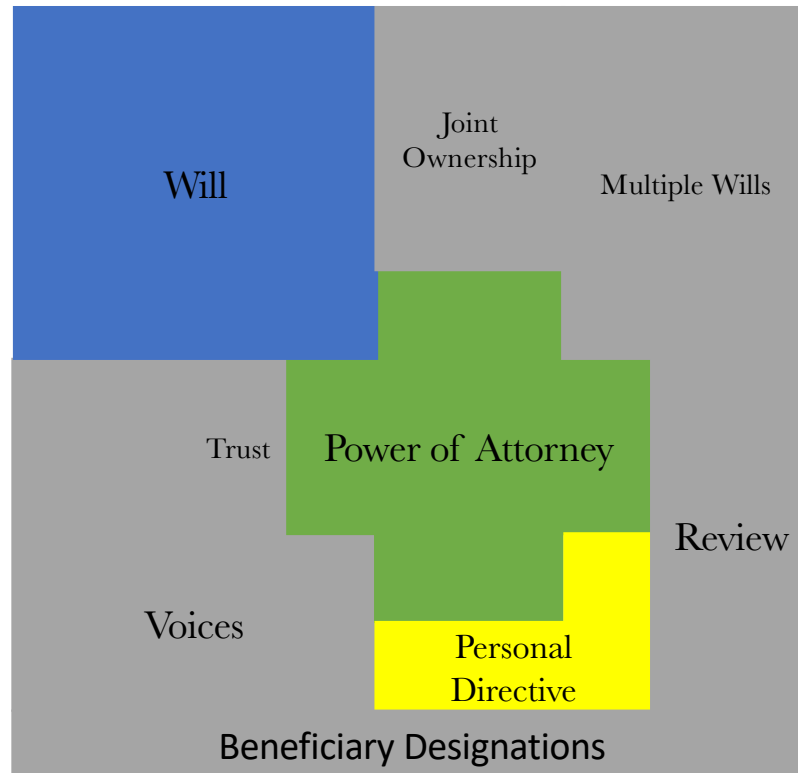 Joint
Ownership
Will
Multiple Wills
Trust
Power of Attorney
Review
Voices
Personal
Directive
Beneficiary Designations